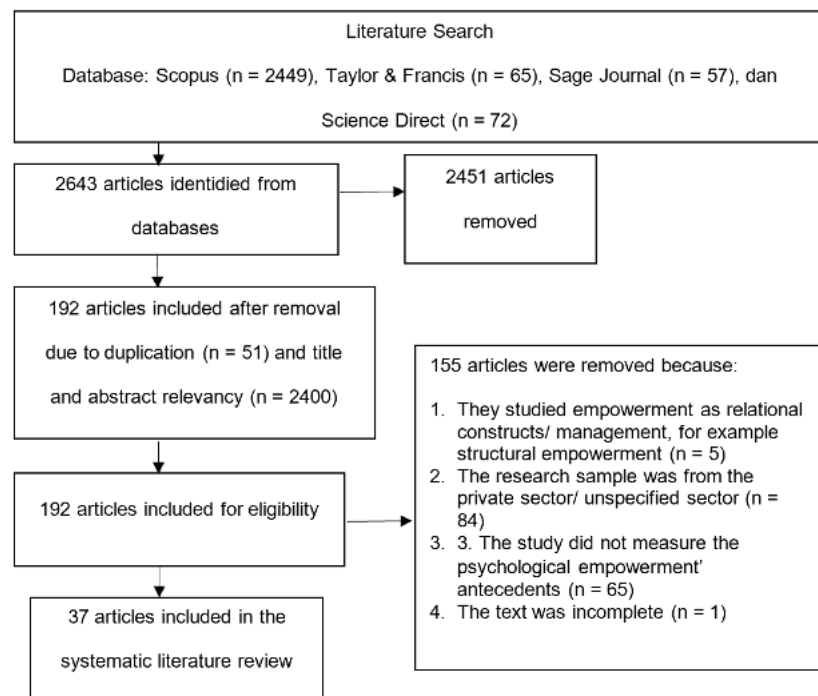 Literature Search
Database: Scopus (n = 2449), Taylor & Francis (n = 65), Sage Journal (n = 57), dan
Science Direct (n = 72)
2643 articles identidied from
databases
2451 articles
removed
192 articles included after removal
due to duplication (n = 51) and title
and abstract relevancy (n = 2400)
155 articles were removed because:
1. They studied empowerment as relational
constructs/ management, for example
structural empowerment (n = 5)
2. The research sample was from the
private sector/ unspecified sector (n =
84)
3. 3. The study did not measure the
psychological empowerment'
antecedents (n = 65)
4. The text was incomplete (n = 1)
192 articles included for eligibility
37 articles included in the
systematic literature review